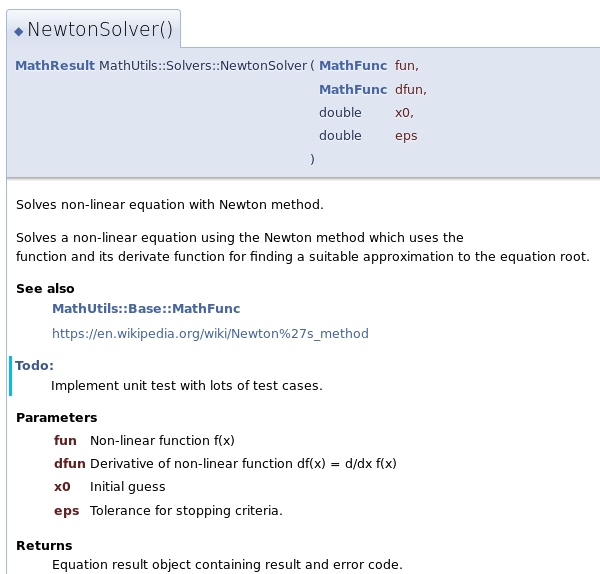 NewtonSolver()
MathResult MathUtils::Solvers::NewtonSolver ( MathFunc fun,
MathFunc dfun,
double x0,
double eps
)
Solves non-linear equation with Newton method.
Solves a non-linear equation using the Newton method which uses the
function and its derivate function for finding a suitable approximation to the equation root.
See also
MathUtils::Base::MathFunc
https://en.wikipedia.org/wiki/Newton%27s_method
Todo:
Implement unit test with lots of test cases.
Parameters
fun Non-linear function f(x)
dfun Derivative of non-linear function df(x) = d/dx f(x)
x0 Initial guess
eps Tolerance for stopping criteria.
Returns
Equation result object containing result and error code.